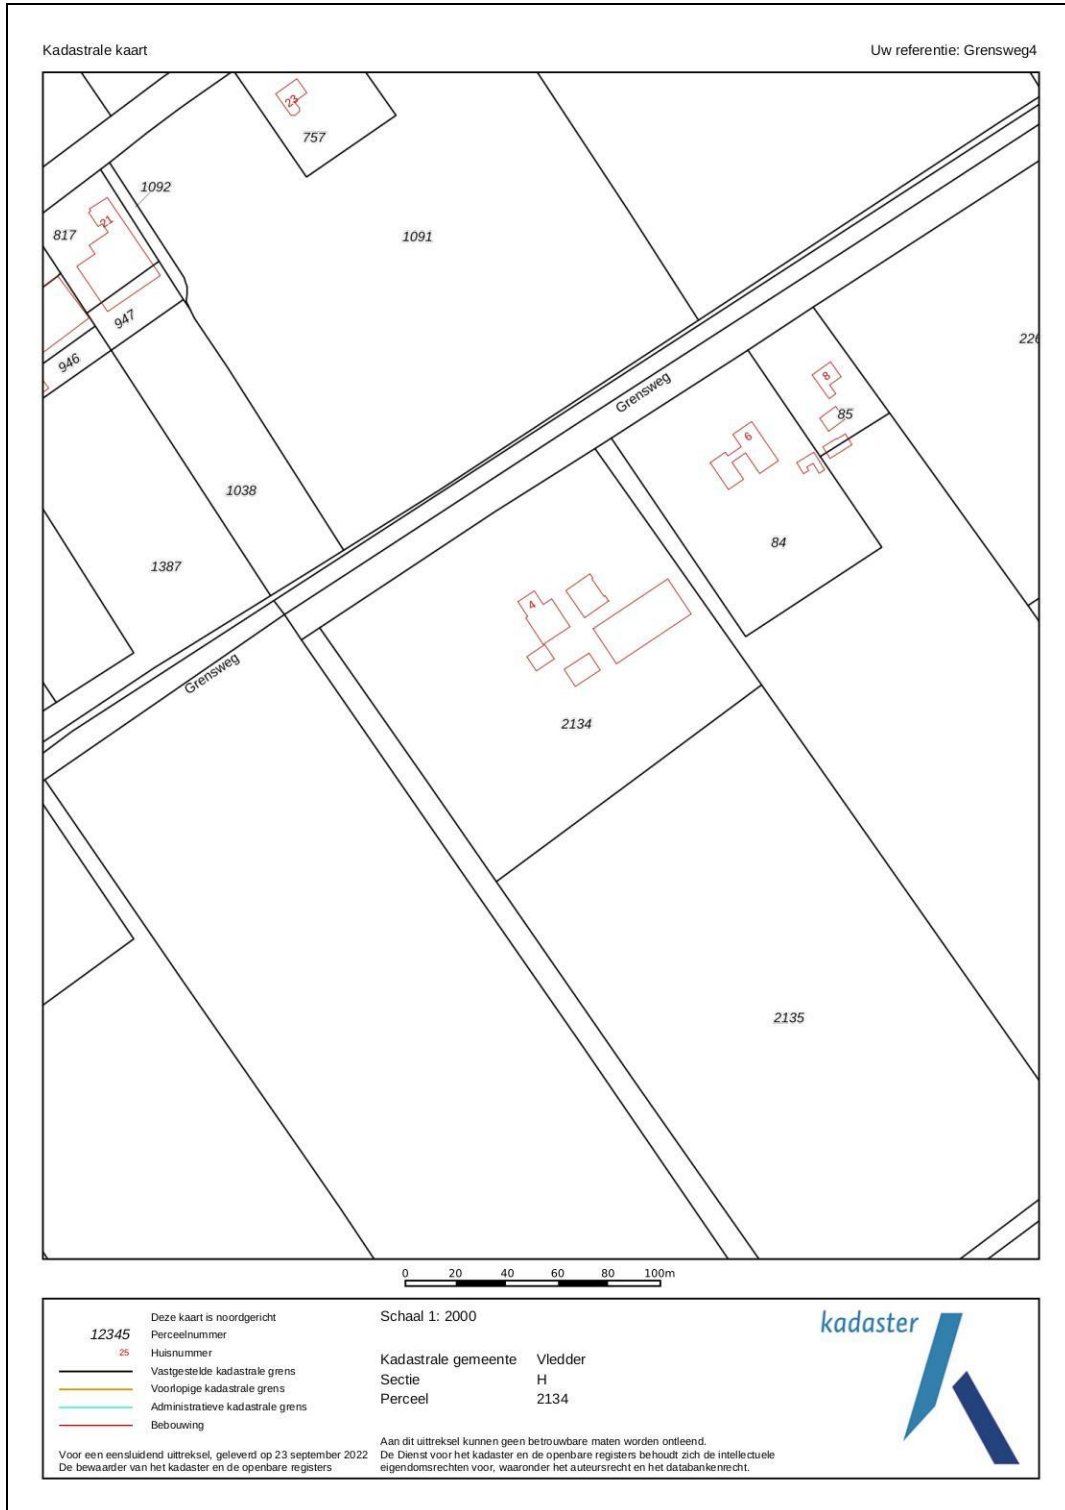 Kadastrale kaart
Uw referentie: Grensweg4
23
757
1092
21
817
1091
947
946
226
Grensweg
8
85
6
1038
84
1387
4
Grensweg
2134
2135
0 20 40 60 80 100m
Deze kaart is noordgericht
12345 Perceelnummer
25 Huisnummer
Vastgestelde kadastrale grens
Voorlopige kadastrale grens
Administratieve kadastrale grens
Bebouwing
Voor een eensluidend uittreksel, geleverd op 23 september 2022
De bewaarder van het kadaster en de openbare registers
Schaal 1: 2000
Kadastrale gemeente Vledder
Sectie H
Perceel 2134
Aan dit uittreksel kunnen geen betrouwbare maten worden ontleend.
De Dienst voor het kadaster en de openbare registers behoudt zich de intellectuele
eigendomsrechten voor, waaronder het auteursrecht en het databankenrecht.
kadaster